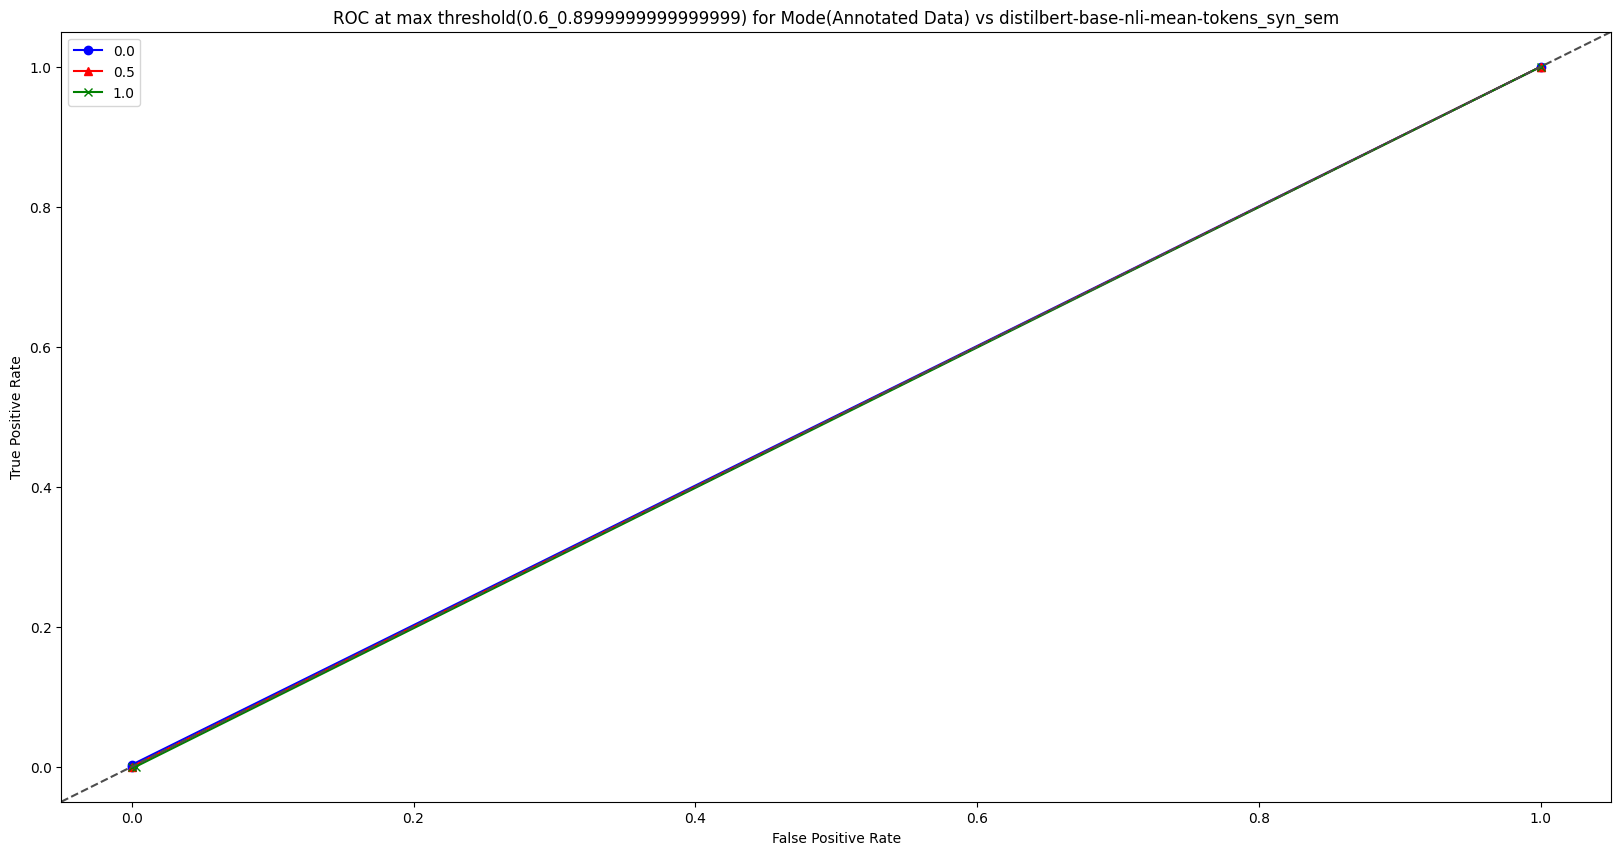 ROC at max threshold(0.6_0.8999999999999999) for Mode(Annotated Data) vs distilbert-base-nli-mean-tokens_syn_sem
0.0
0.5
1.0
1.0
0.8
0.6
0.4
0.2
0.0
True Positive Rate
0.0 0.2 0.4 0.6 0.8 1.0
False Positive Rate